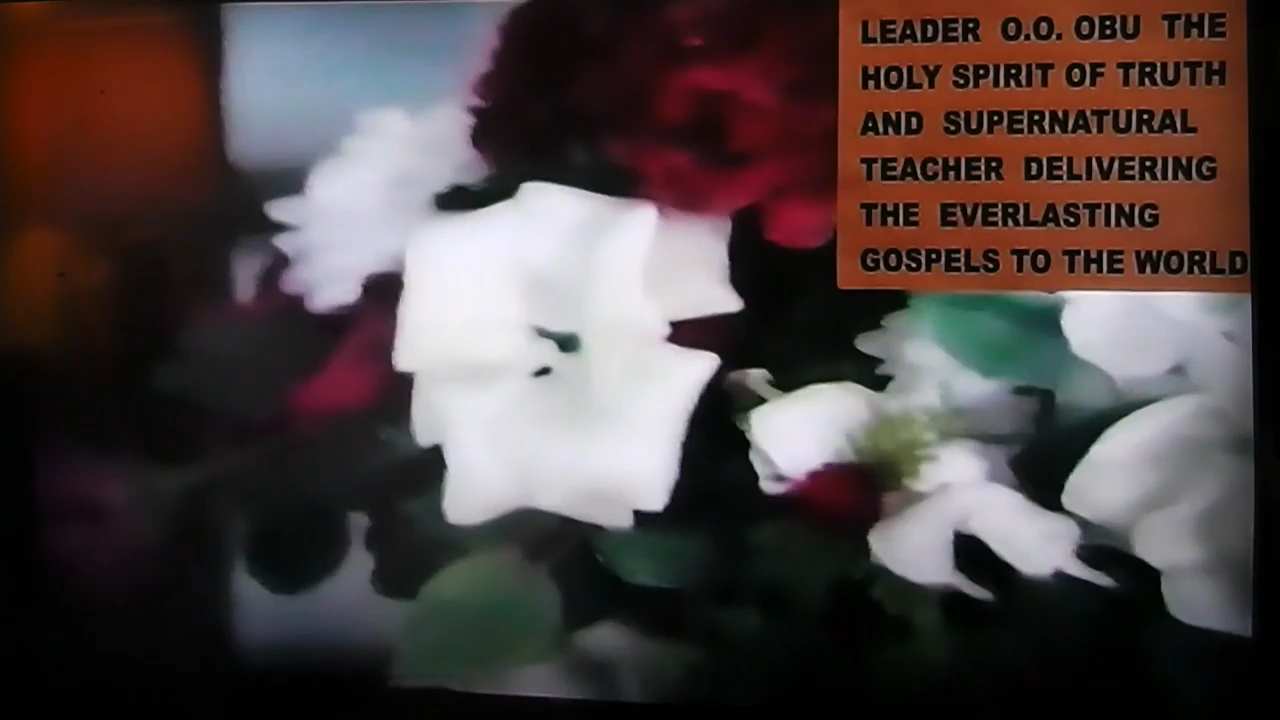 LEADER O.O. OBU THE
HOLY SPIRIT OF TRUTH
AND SUPERNATURAL
TEACHER DELIVERING
THE EVERLASTING
GOSPELS TO THE WORLD